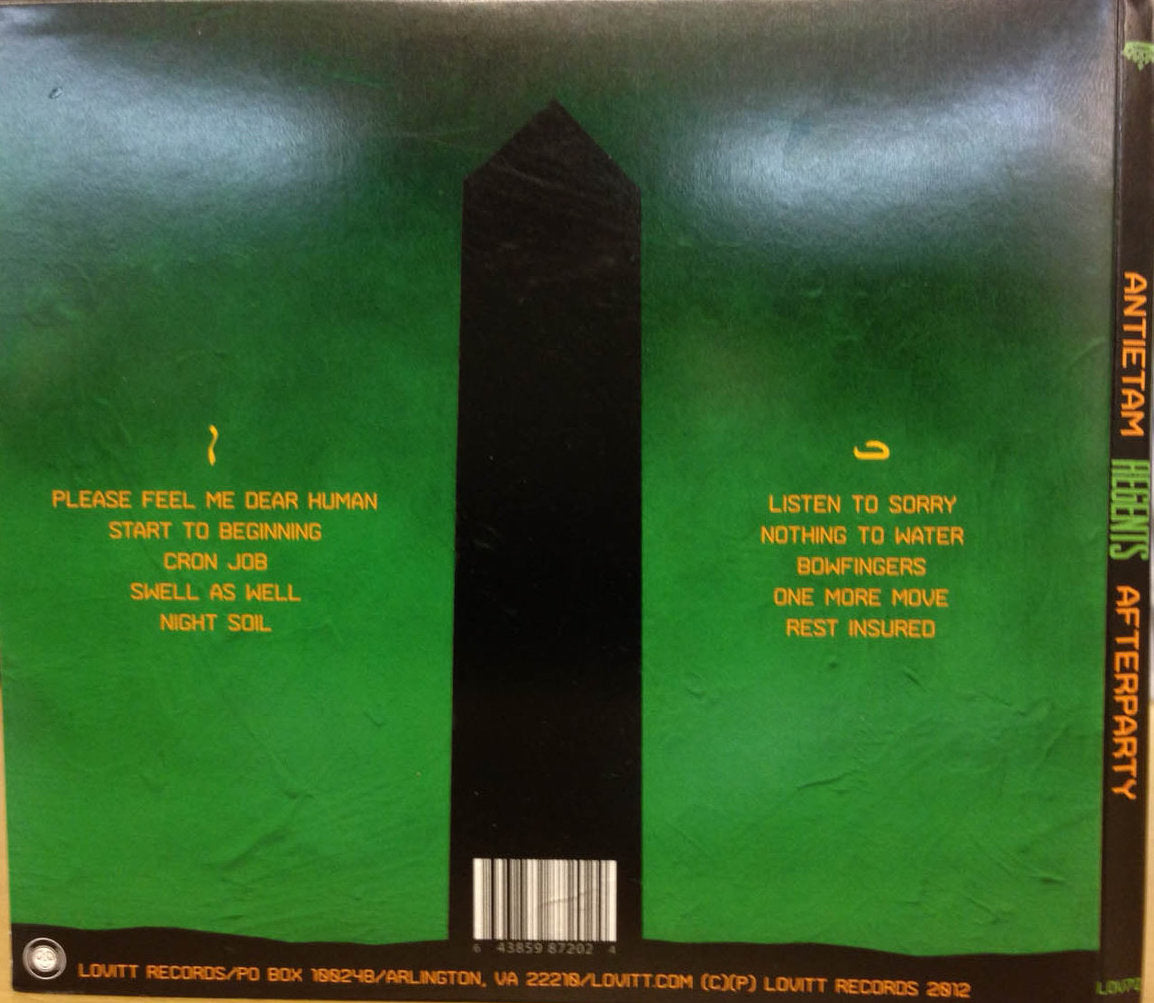 PLEASE FEEL ME DEAR HUMAN
START TO BEGINNING
CRON JOB
SWELL AS WELL
NIGHT SOIL
LISTEN TO SORRY
NOTHING TO WATER
BOWFINGERS
ONE MORE MOVE
REST INSURED
6 43859 87202 4
LOVITT RECORDS/PO BOX 100248/ARLINGTON, VA 22210/LOVITT.COM (C)(P) LOVITT RECORDS 2012
ANTIETAM REGENTS AFTERPARTY